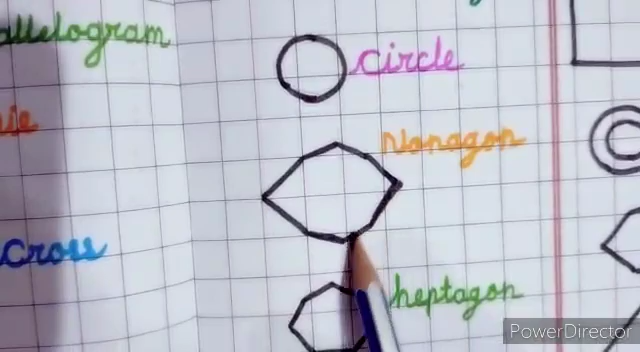 allelogram
Circle
Nonagon
Cross
heptagon
PowerDirector